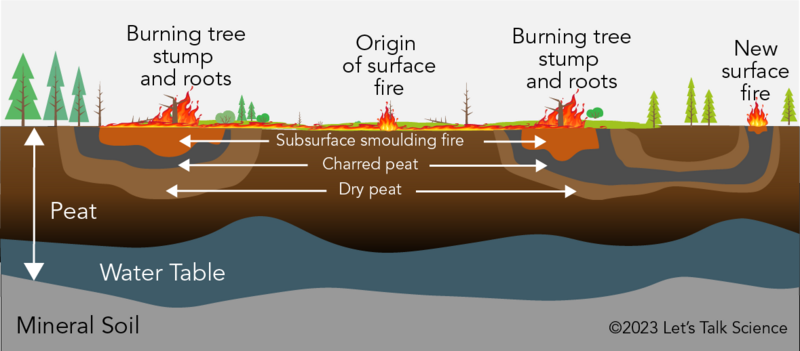 Burning tree
stump
and roots
Origin
of surface
fire
Burning tree
stump
and roots
New
surface
fire
Subsurface smoulding fire
Charred peat
Dry peat
Peat
Water Table
Mineral Soil
©2023 Let's Talk Science